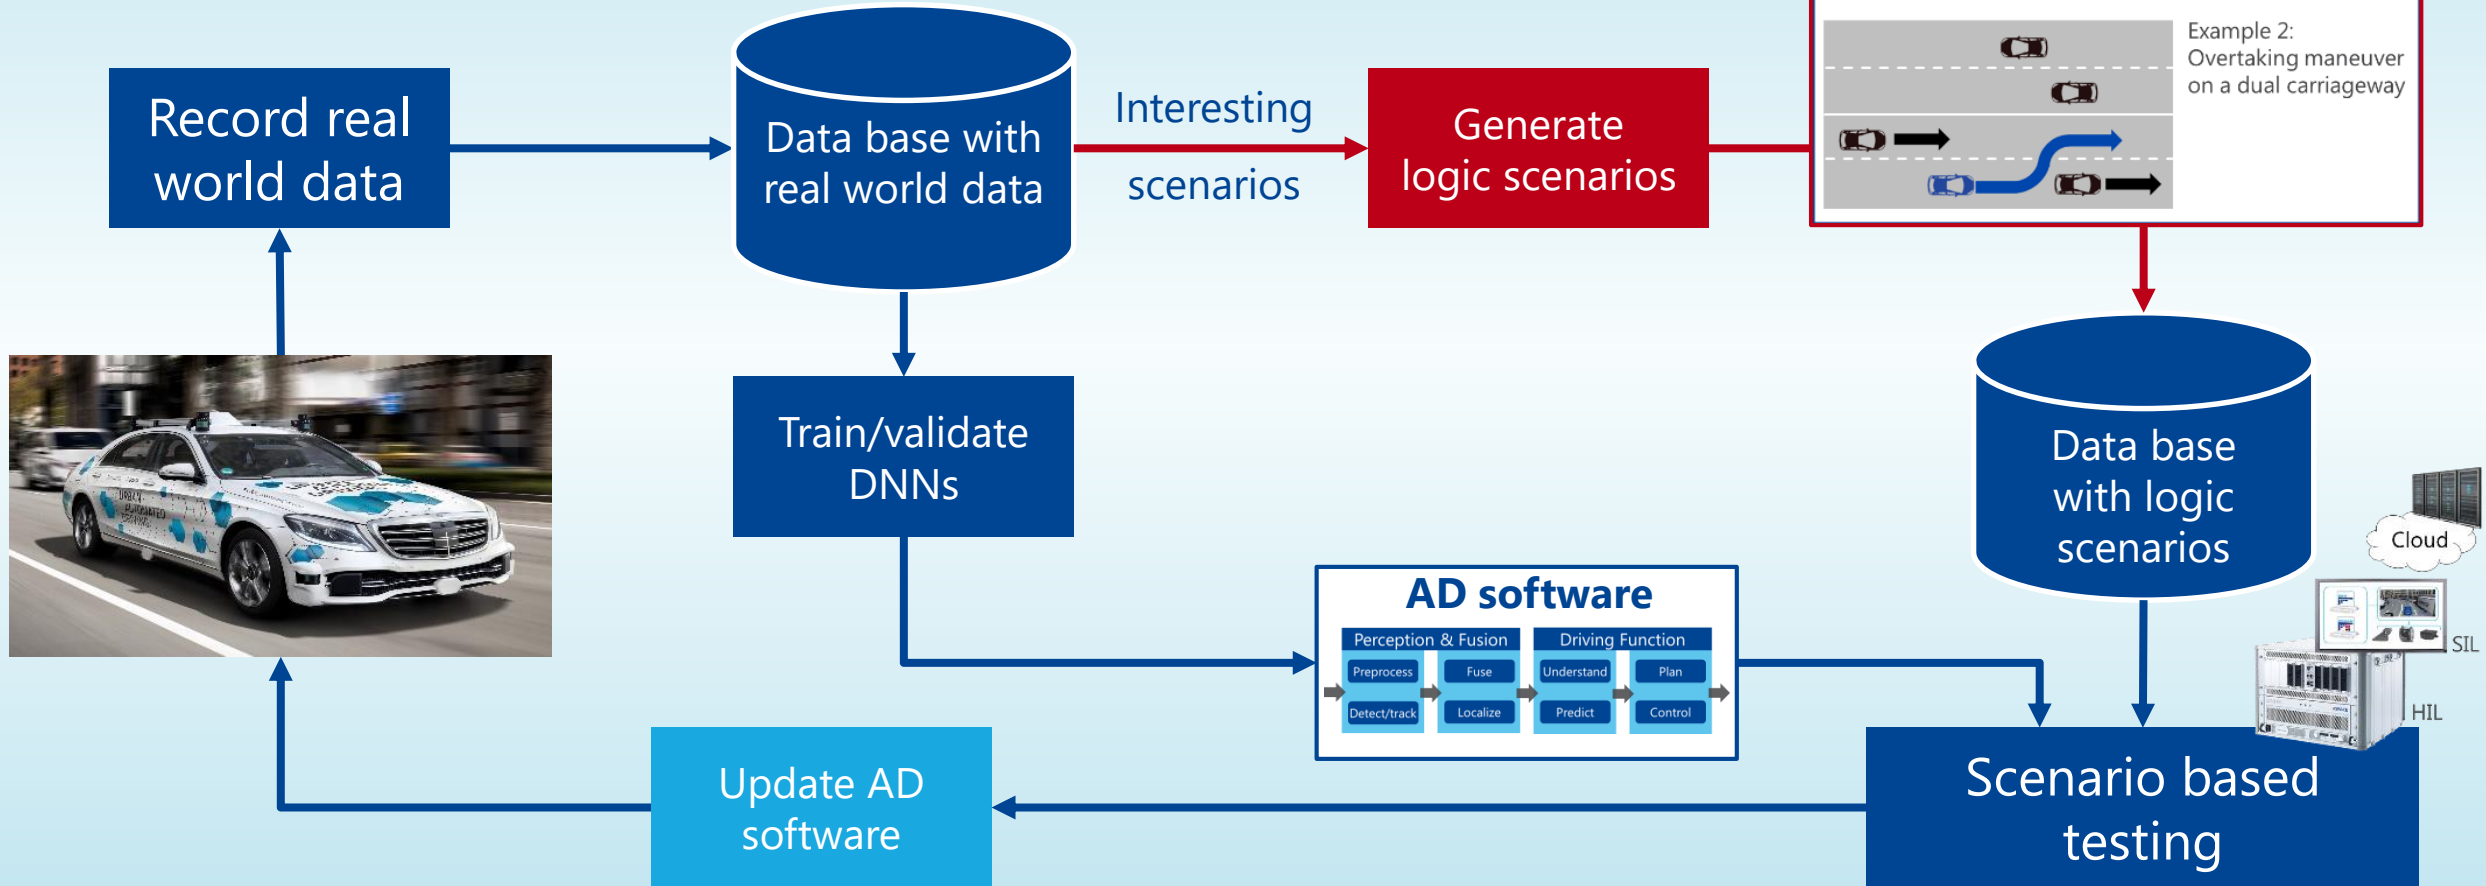 Record real
world data
Data base with
real world data
Interesting
scenarios
Generate
logic scenarios
Example 2:
Overtaking maneuver
on a dual carriageway
Train/validate
DNNs
Data base
with logic
scenarios
Cloud
SIL
HIL
AD software
Perception & Fusion
Driving Function
Preprocess
Fuse
Understand
Plan
Detect/track
Localize
Predict
Control
URBAN
AUTOMATED
Update AD
software
Scenario based
testing